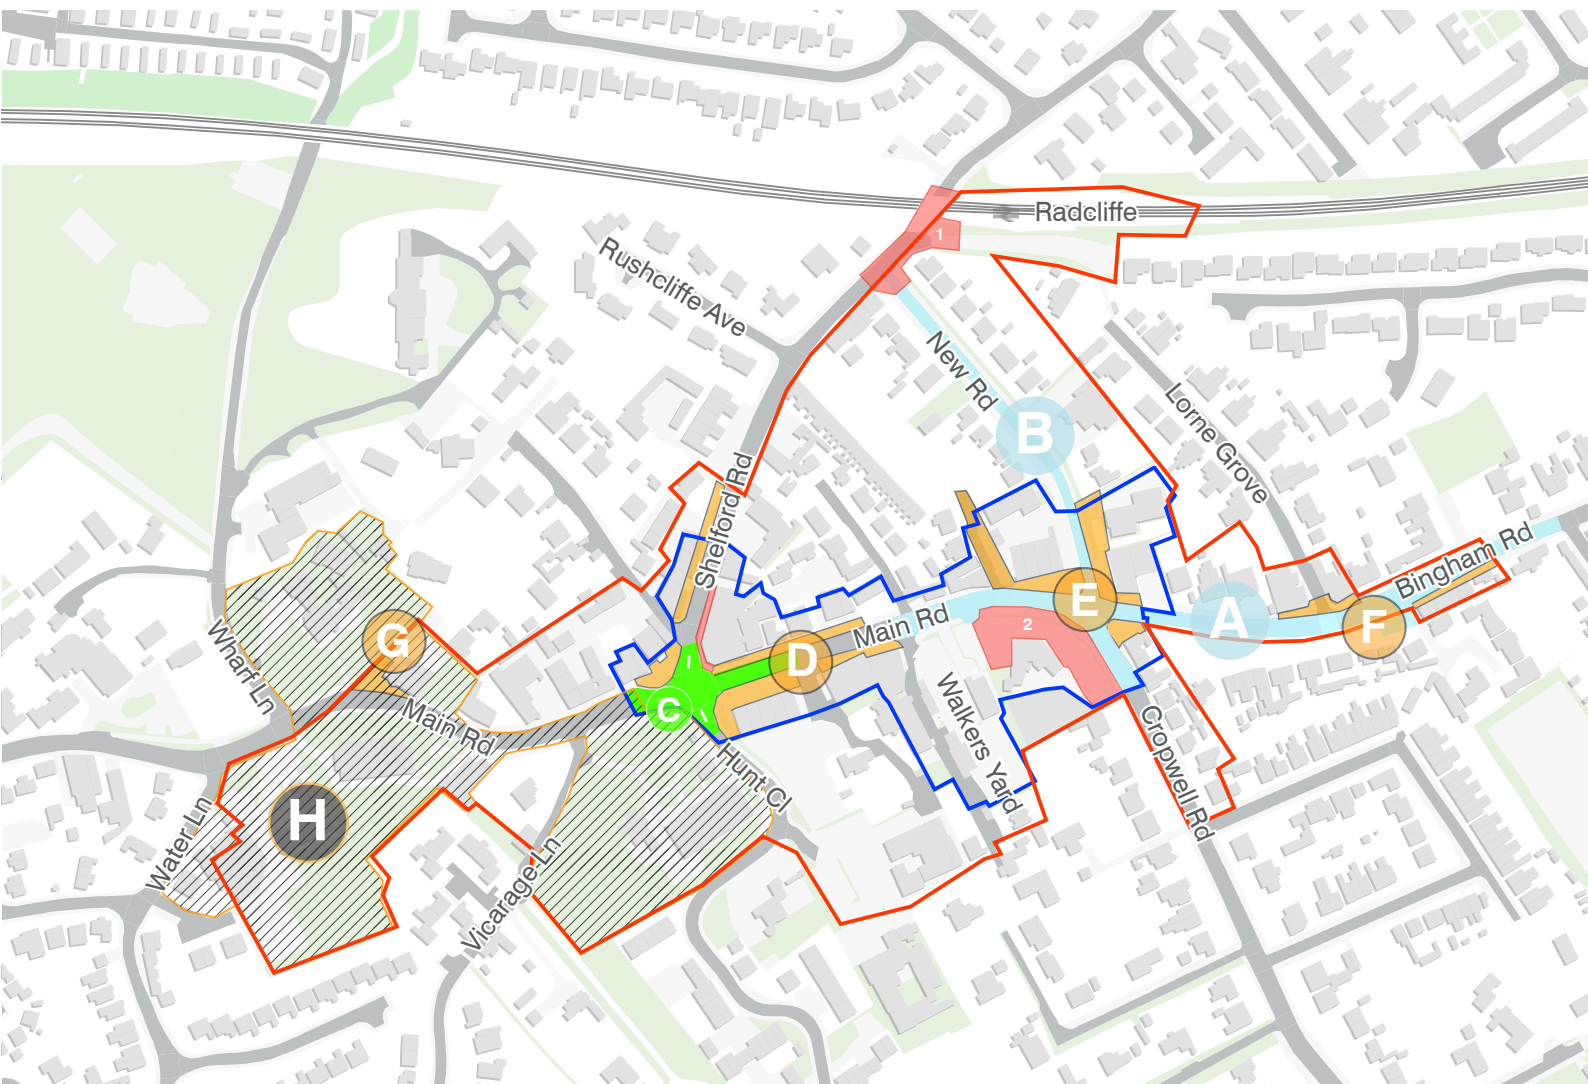 Radcliffe
1
Rushcliffe Ave
New Rd
B
Lorne Grove
Shelford Rd
Bingham Rd
E
A
F
2
Main Rd
D
G
Wharf Ln
Main Rd
C
Walkers Yard
Cropwell Rd
Hunt Cl
H
Water Ln
Vicarage Ln